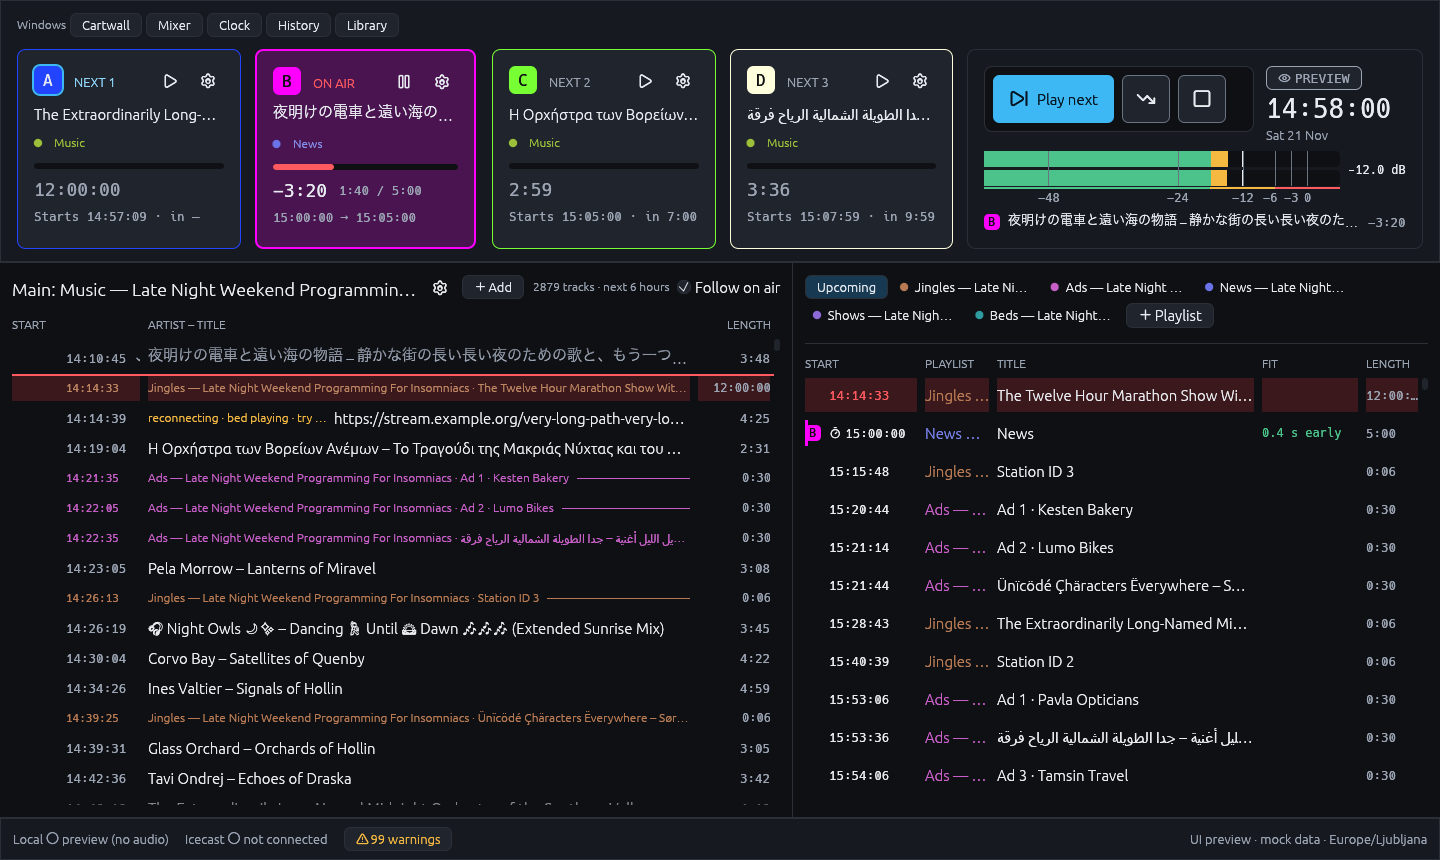 Windows Cartwall Mixer Clock History Library
A NEXT 1
The Extraordinarily Long-...
Music
12:00:00
Starts 14:57:09 · in —
B ON AIR
夜明けの電車と遠い海の...
News
−3:20 1:40 / 5:00
15:00:00 → 15:05:00
C NEXT 2
Η Ορχήστρα των Βορείων...
Music
2:59
Starts 15:05:00 · in 7:00
D NEXT 3
جدا الطويلة الشمالية الرياح فرقة...
Music
3:36
Starts 15:07:59 · in 9:59
Play next
PREVIEW
14:58:00
Sat 21 Nov
-12.0 dB
−48 −24 −12 −6 −3 0
B 夜明けの電車と遠い海の物語 – 静かな街の長い長い夜のた... −3:20
Main: Music — Late Night Weekend Programmin... + Add 2879 tracks · next 6 hours Follow on air
START ARTIST – TITLE LENGTH
14:10:45 夜明けの電車と遠い海の物語 – 静かな街の長い長い夜のための歌と、もう一つ... 3:48
14:14:33 Jingles — Late Night Weekend Programming For Insomniacs · The Twelve Hour Marathon Show Wit... 12:00:00
14:14:39 reconnecting · bed playing · try ... https://stream.example.org/very-long-path-very-lo... 4:25
14:19:04 Η Ορχήστρα των Βορείων Ανέμων – Το Τραγούδι της Μακριάς Νύχτας και του ... 2:31
14:21:35 Ads — Late Night Weekend Programming For Insomniacs · Ad 1 · Kesten Bakery 0:30
14:22:05 Ads — Late Night Weekend Programming For Insomniacs · Ad 2 · Lumo Bikes 0:30
14:22:35 Ads — Late Night Weekend Programming For Insomniacs · يل الليل أغنية – جدا الطويلة الشمالية الرياح فرقة... 0:30
14:23:05 Pela Morrow – Lanterns of Miravel 3:08
14:26:13 Jingles — Late Night Weekend Programming For Insomniacs · Station ID 3 0:06
14:26:19 🎧 Night Owls 🌙✨ – Dancing 💃 Until 🌅 Dawn 🎶🎶🎶 (Extended Sunrise Mix) 3:45
14:30:04 Corvo Bay – Satellites of Quenby 4:22
14:34:26 Ines Valtier – Signals of Hollin 4:59
14:39:25 Jingles — Late Night Weekend Programming For Insomniacs · Ünïcödé Çhäracters Ëverywhere – Sør... 0:06
14:39:31 Glass Orchard – Orchards of Hollin 3:05
14:42:36 Tavi Ondrej – Echoes of Draska 3:42
Upcoming Jingles — Late Ni... Ads — Late Night ... News — Late Night...
Shows — Late Nigh... Beds — Late Night... + Playlist
START PLAYLIST TITLE FIT LENGTH
14:14:33 Jingles ... The Twelve Hour Marathon Show Wi... 12:00:...
B 15:00:00 News ... News 0.4 s early 5:00
15:15:48 Jingles ... Station ID 3 0:06
15:20:44 Ads — ... Ad 1 · Kesten Bakery 0:30
15:21:14 Ads — ... Ad 2 · Lumo Bikes 0:30
15:21:44 Ads — ... Ünïcödé Çhäracters Ëverywhere – S... 0:30
15:28:43 Jingles ... The Extraordinarily Long-Named Mi... 0:06
15:40:39 Jingles ... Station ID 2 0:06
15:53:06 Ads — ... Ad 1 · Pavla Opticians 0:30
15:53:36 Ads — ... لليل أغنية – جدا الطويلة الشمالية الرياح فرقة... 0:30
15:54:06 Ads — ... Ad 3 · Tamsin Travel 0:30
Local preview (no audio) Icecast not connected 99 warnings UI preview · mock data · Europe/Ljubljana